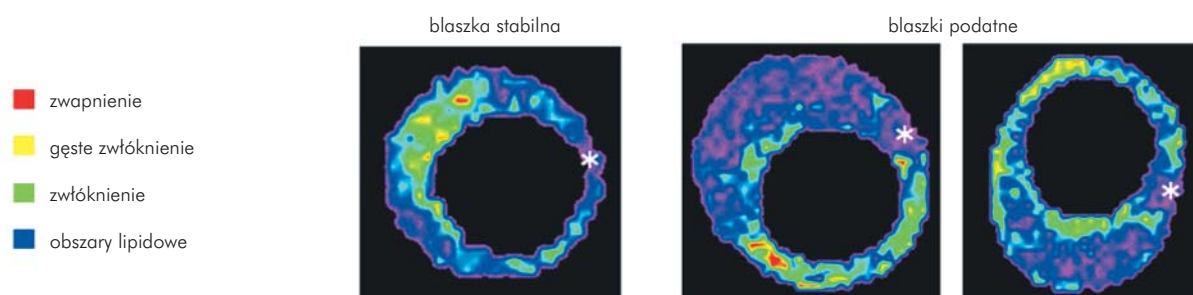 blaszka stabilna
blaszki podatne
zwapnienie
gęste zwłóknienie
zwłóknienie
obszary lipidowe